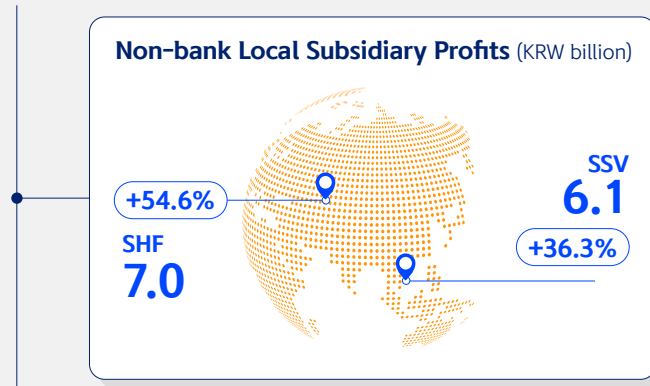 Non-bank Local Subsidiary Profits (KRW billion)
+54.6%
SHF
7.0
SSV
6.1
+36.3%